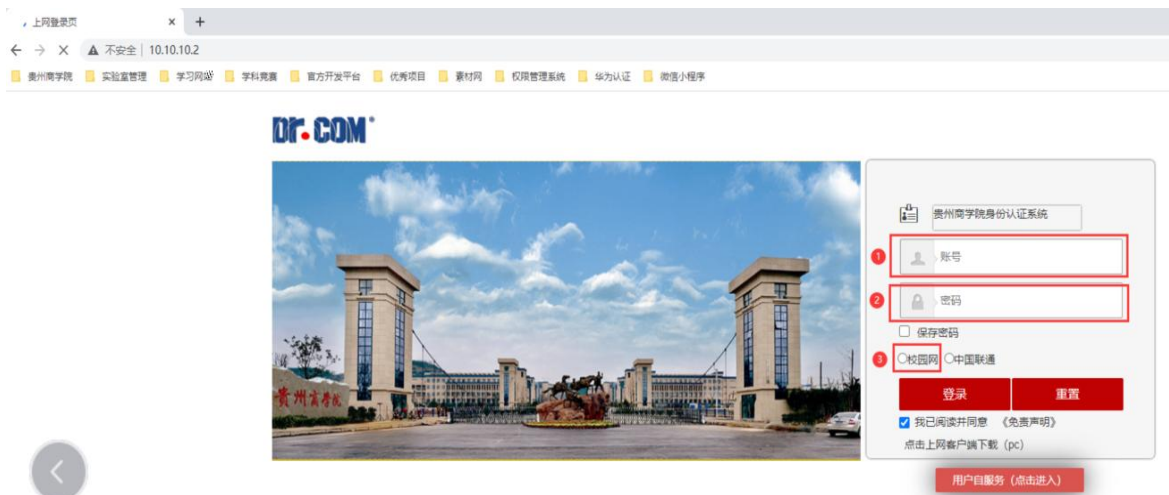 上网登录页
不安全 10.10.10.2
贵州商学院 实验室管理 学习网站 学科竞赛 官方开发平台 优秀项目 素材网 权限管理系统 华为认证 微信小程序
Dr.COM®
贵州商学院
贵州商学院身份认证系统
1 账号
2 密码
保存密码
3 校园网 中国联通
登录 重置
我已阅读并同意 《免责声明》
点击上网客户端下载 (pc)
用户自服务 (点击进入)